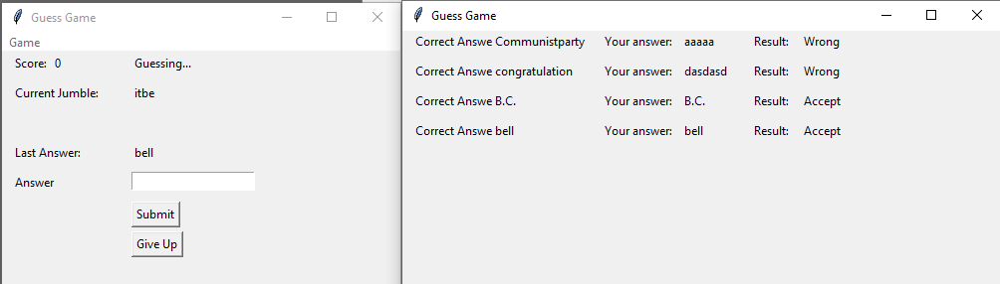 Guess Game
Game
Score: 0 Guessing...
Current Jumble: itbe
Last Answer: bell
Answer
Submit
Give Up
Guess Game
Correct Answe Communistparty Your answer: aaaaa Result: Wrong
Correct Answe congratulation Your answer: dasdasd Result: Wrong
Correct Answe B.C. Your answer: B.C. Result: Accept
Correct Answe bell Your answer: bell Result: Accept